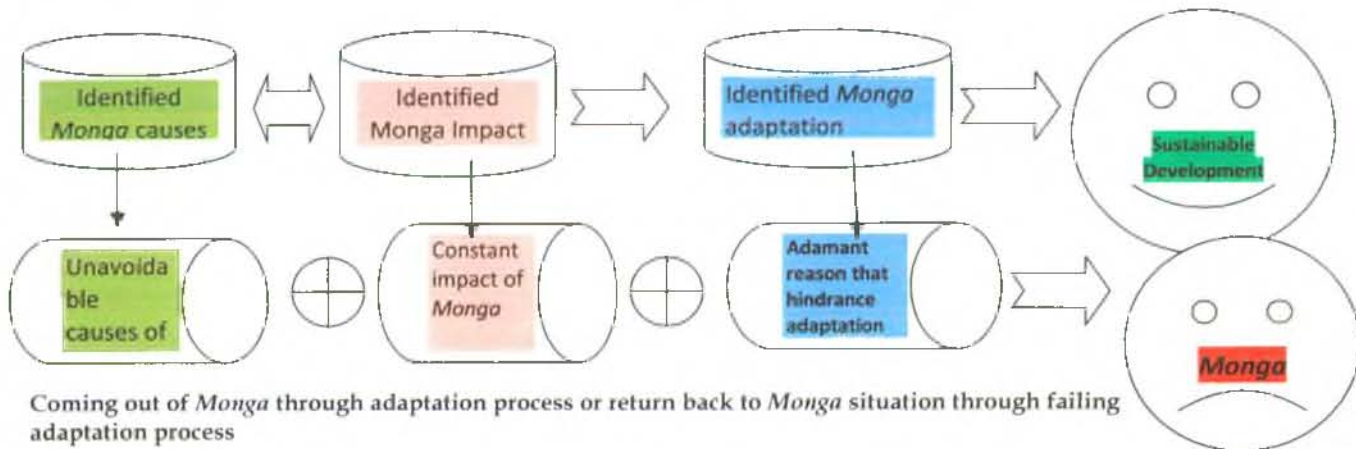 Identified
Monga causes
Identified
Monga Impact
Identified Monga
adaptation
Sustainable
Development
Unavoida
ble
causes of
Constant
impact of
Monga
Adamant
reason that
hindrance
adaptation
Monga
Coming out of Monga through adaptation process or return back to Monga situation through failing
adaptation process